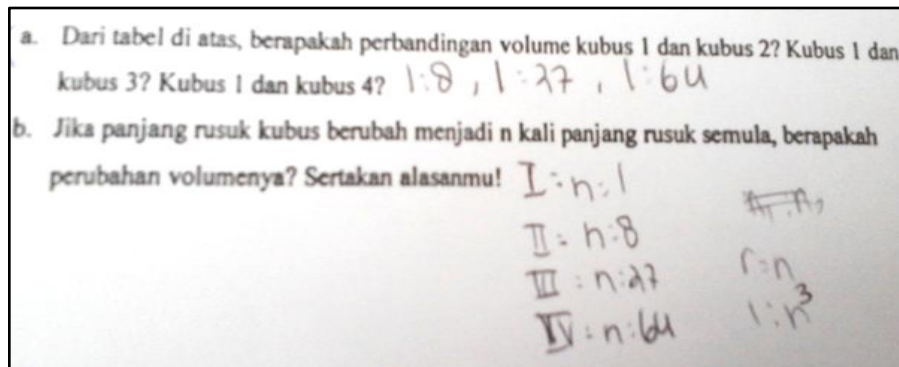 a. Dari tabel di atas, berapakah perbandingan volume kubus 1 dan kubus 2? Kubus 1 dan
kubus 3? Kubus 1 dan kubus 4? 1:8 , 1:27 , 1:64
b. Jika panjang rusuk kubus berubah menjadi n kali panjang rusuk semula, berapakah
perubahan volumenya? Sertakan alasanmu! I : n:1
II : n:8
III : n:27 r=n
IV : n:64 1:n³